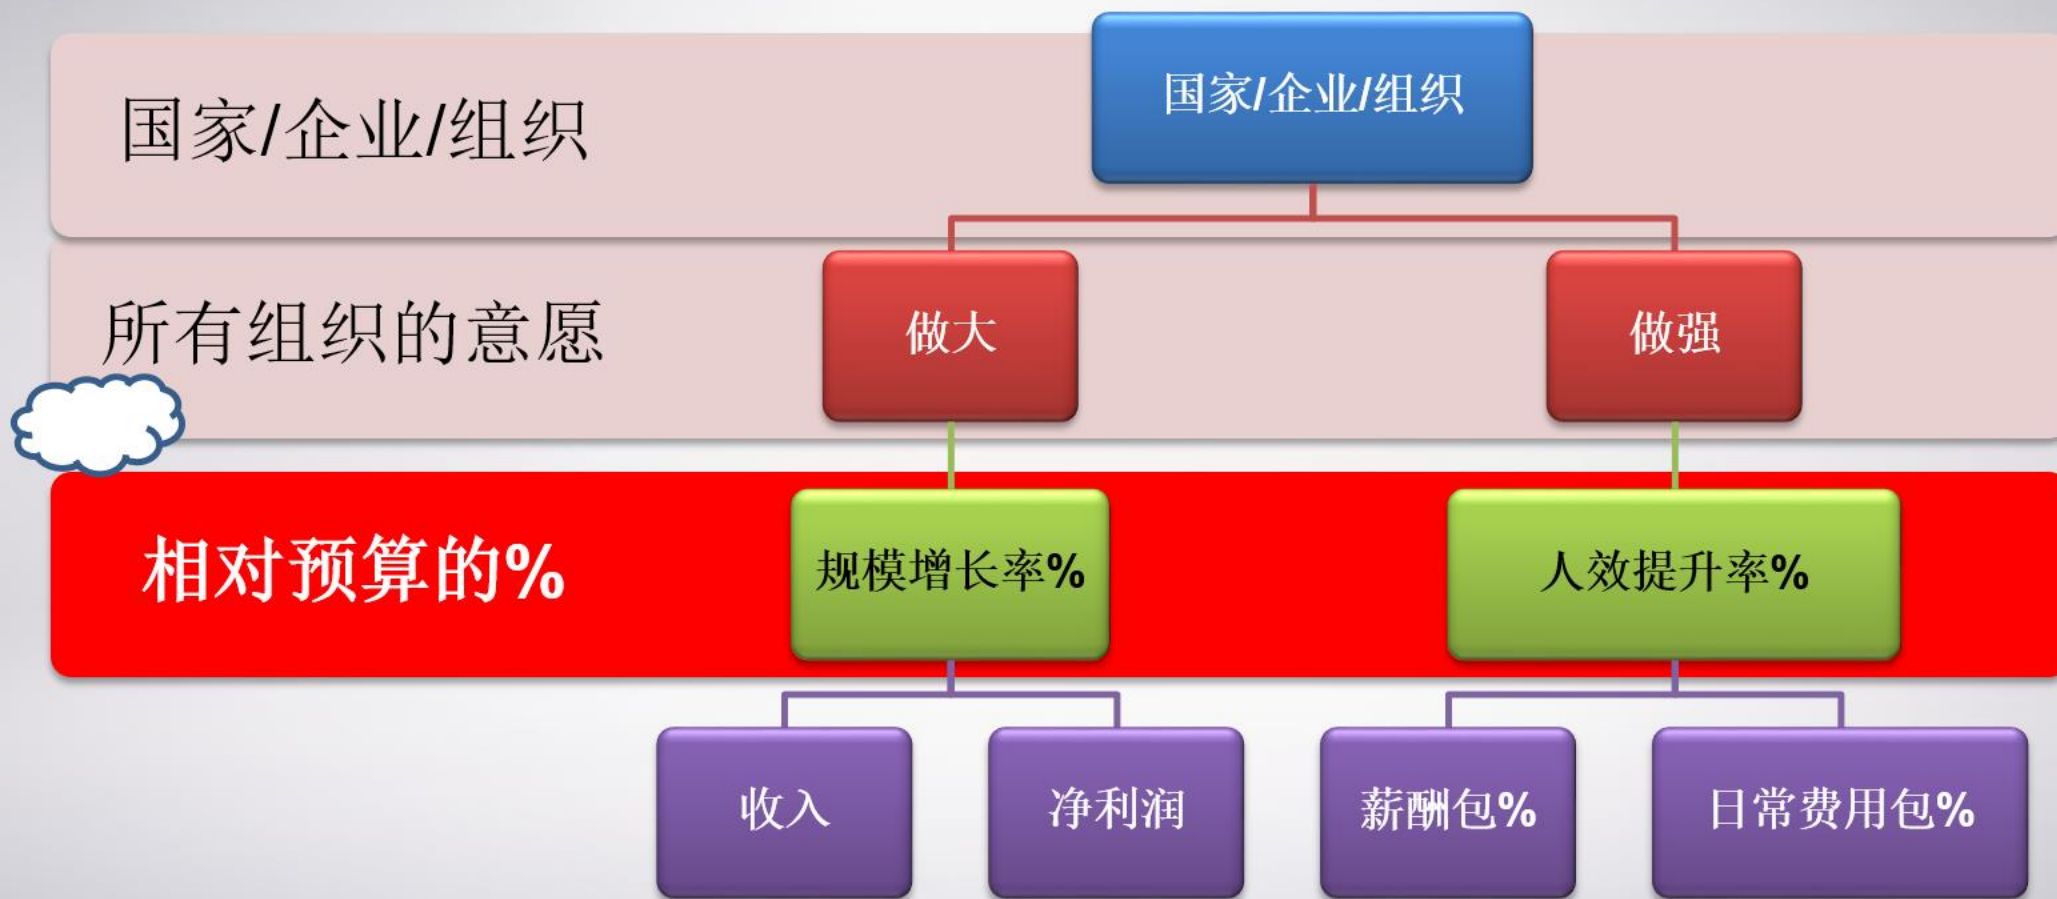 国家/企业/组织
国家/企业/组织
所有组织的意愿
做大
做强
相对预算的%
规模增长率%
人效提升率%
收入
净利润
薪酬包%
日常费用包%